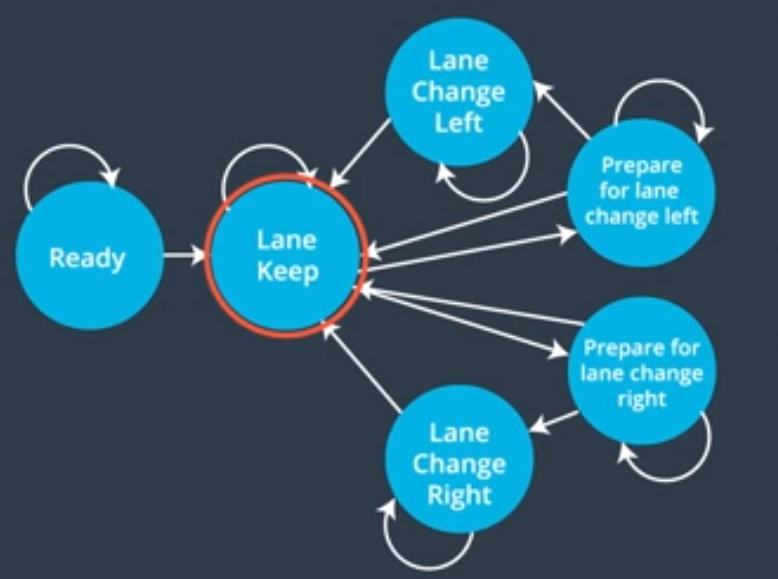 Lane
Change
Left
Prepare
for lane
change left
Ready
Lane
Keep
Prepare for
lane change
right
Lane
Change
Right